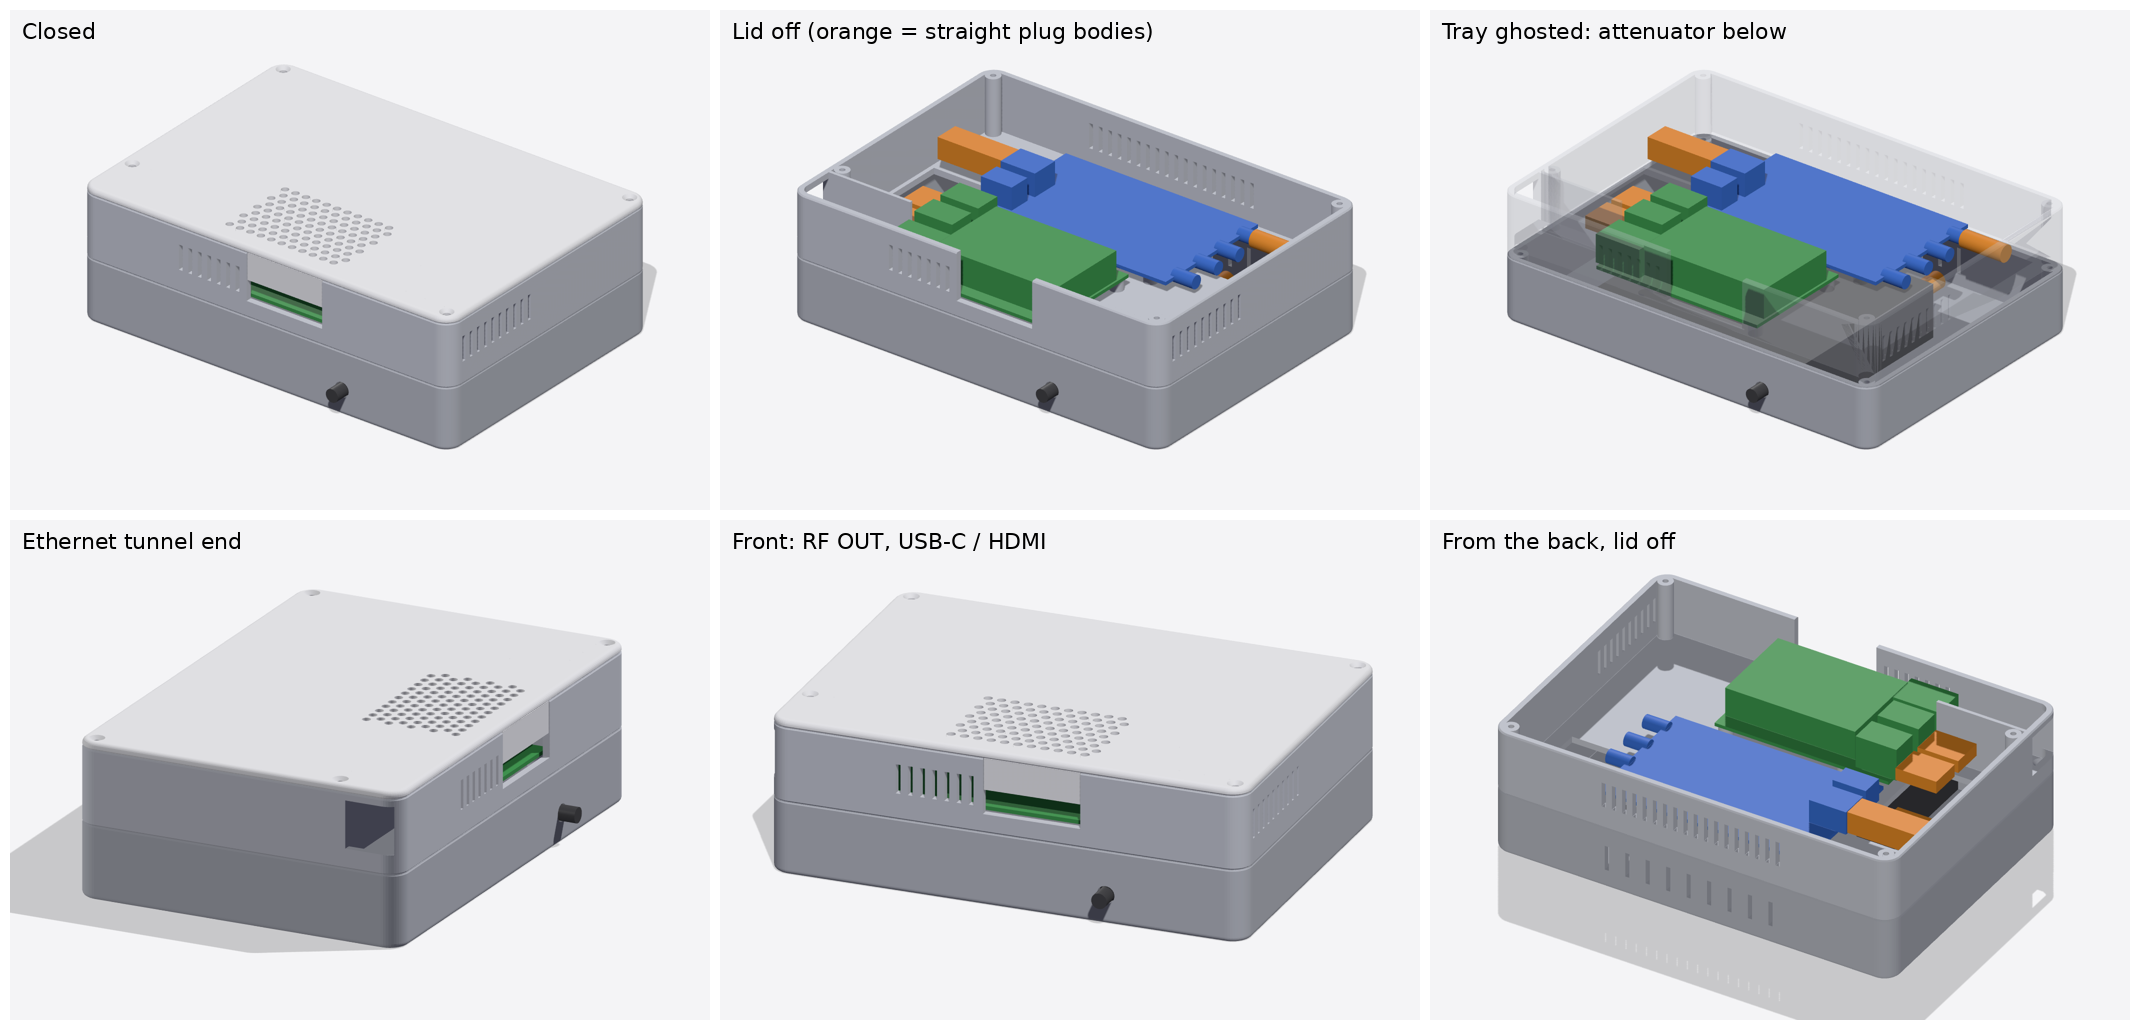 Closed
Lid off (orange = straight plug bodies)
Tray ghosted: attenuator below
Ethernet tunnel end
Front: RF OUT, USB-C / HDMI
From the back, lid off